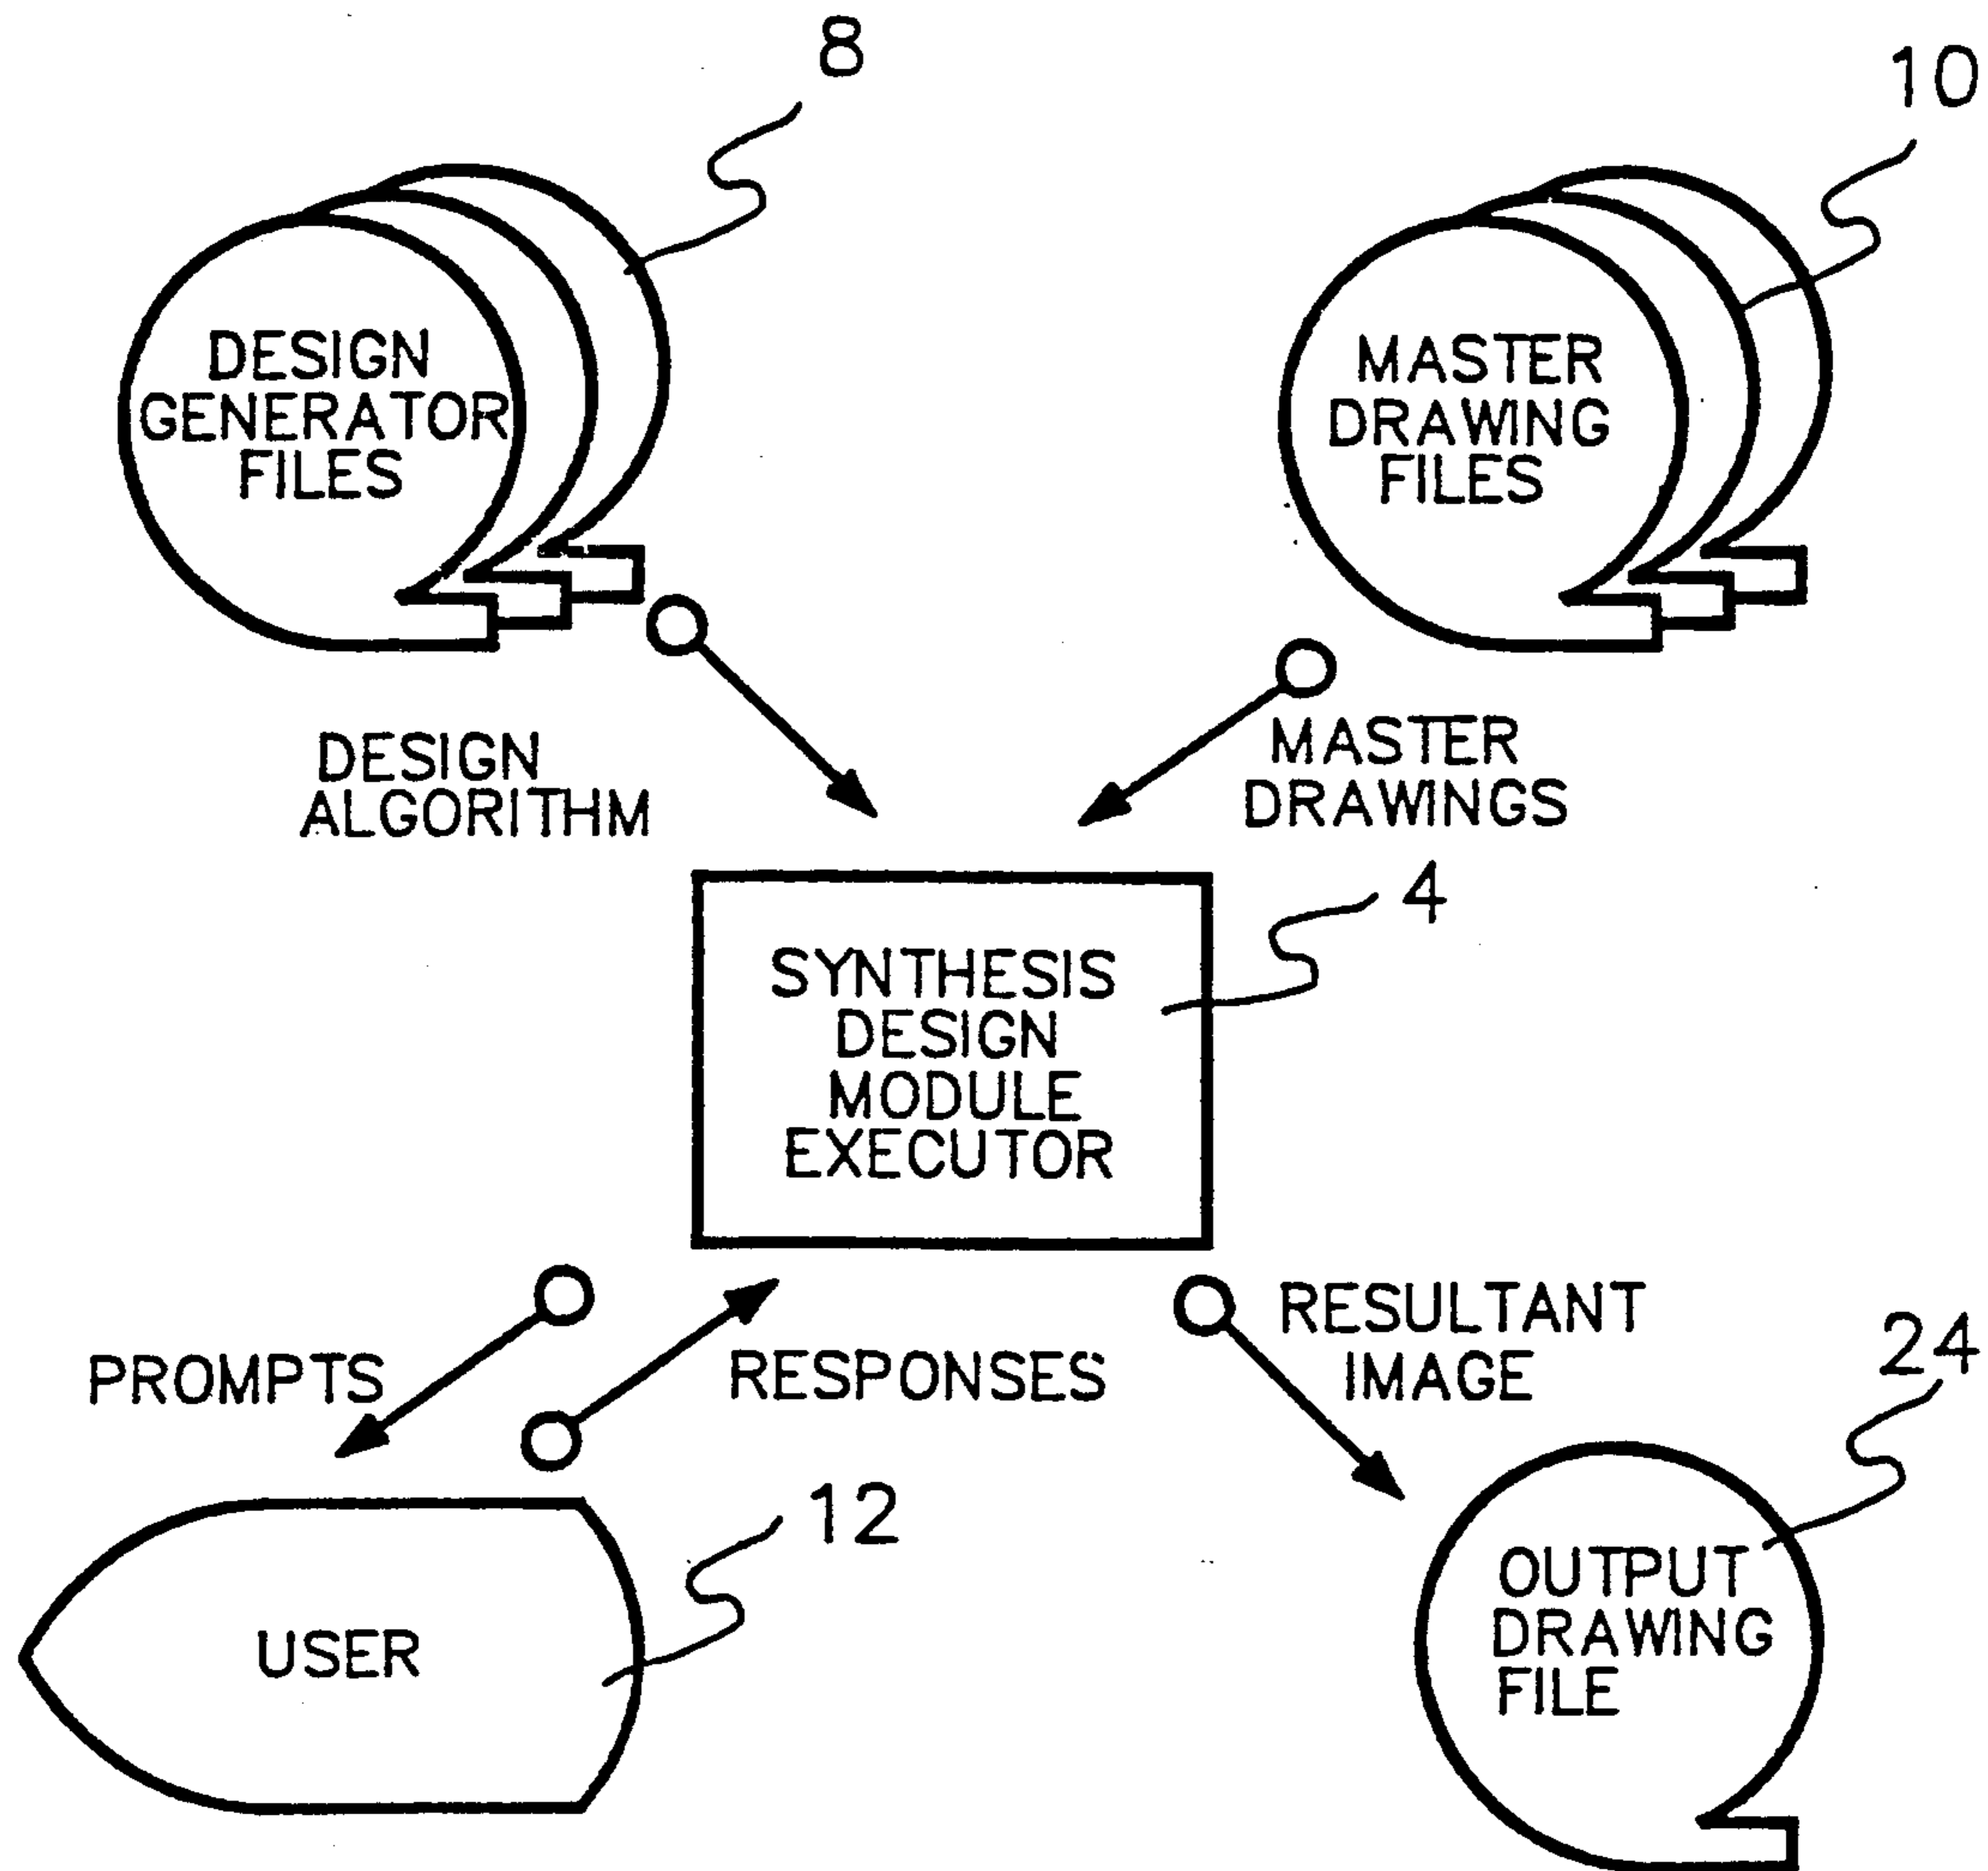 8
10
DESIGN
GENERATOR
FILES
MASTER
DRAWING
FILES
DESIGN
ALGORITHM
MASTER
DRAWINGS
4
SYNTHESIS
DESIGN
MODULE
EXECUTOR
PROMPTS
RESPONSES
RESULTANT
IMAGE
24
12
USER
OUTPUT
DRAWING
FILE